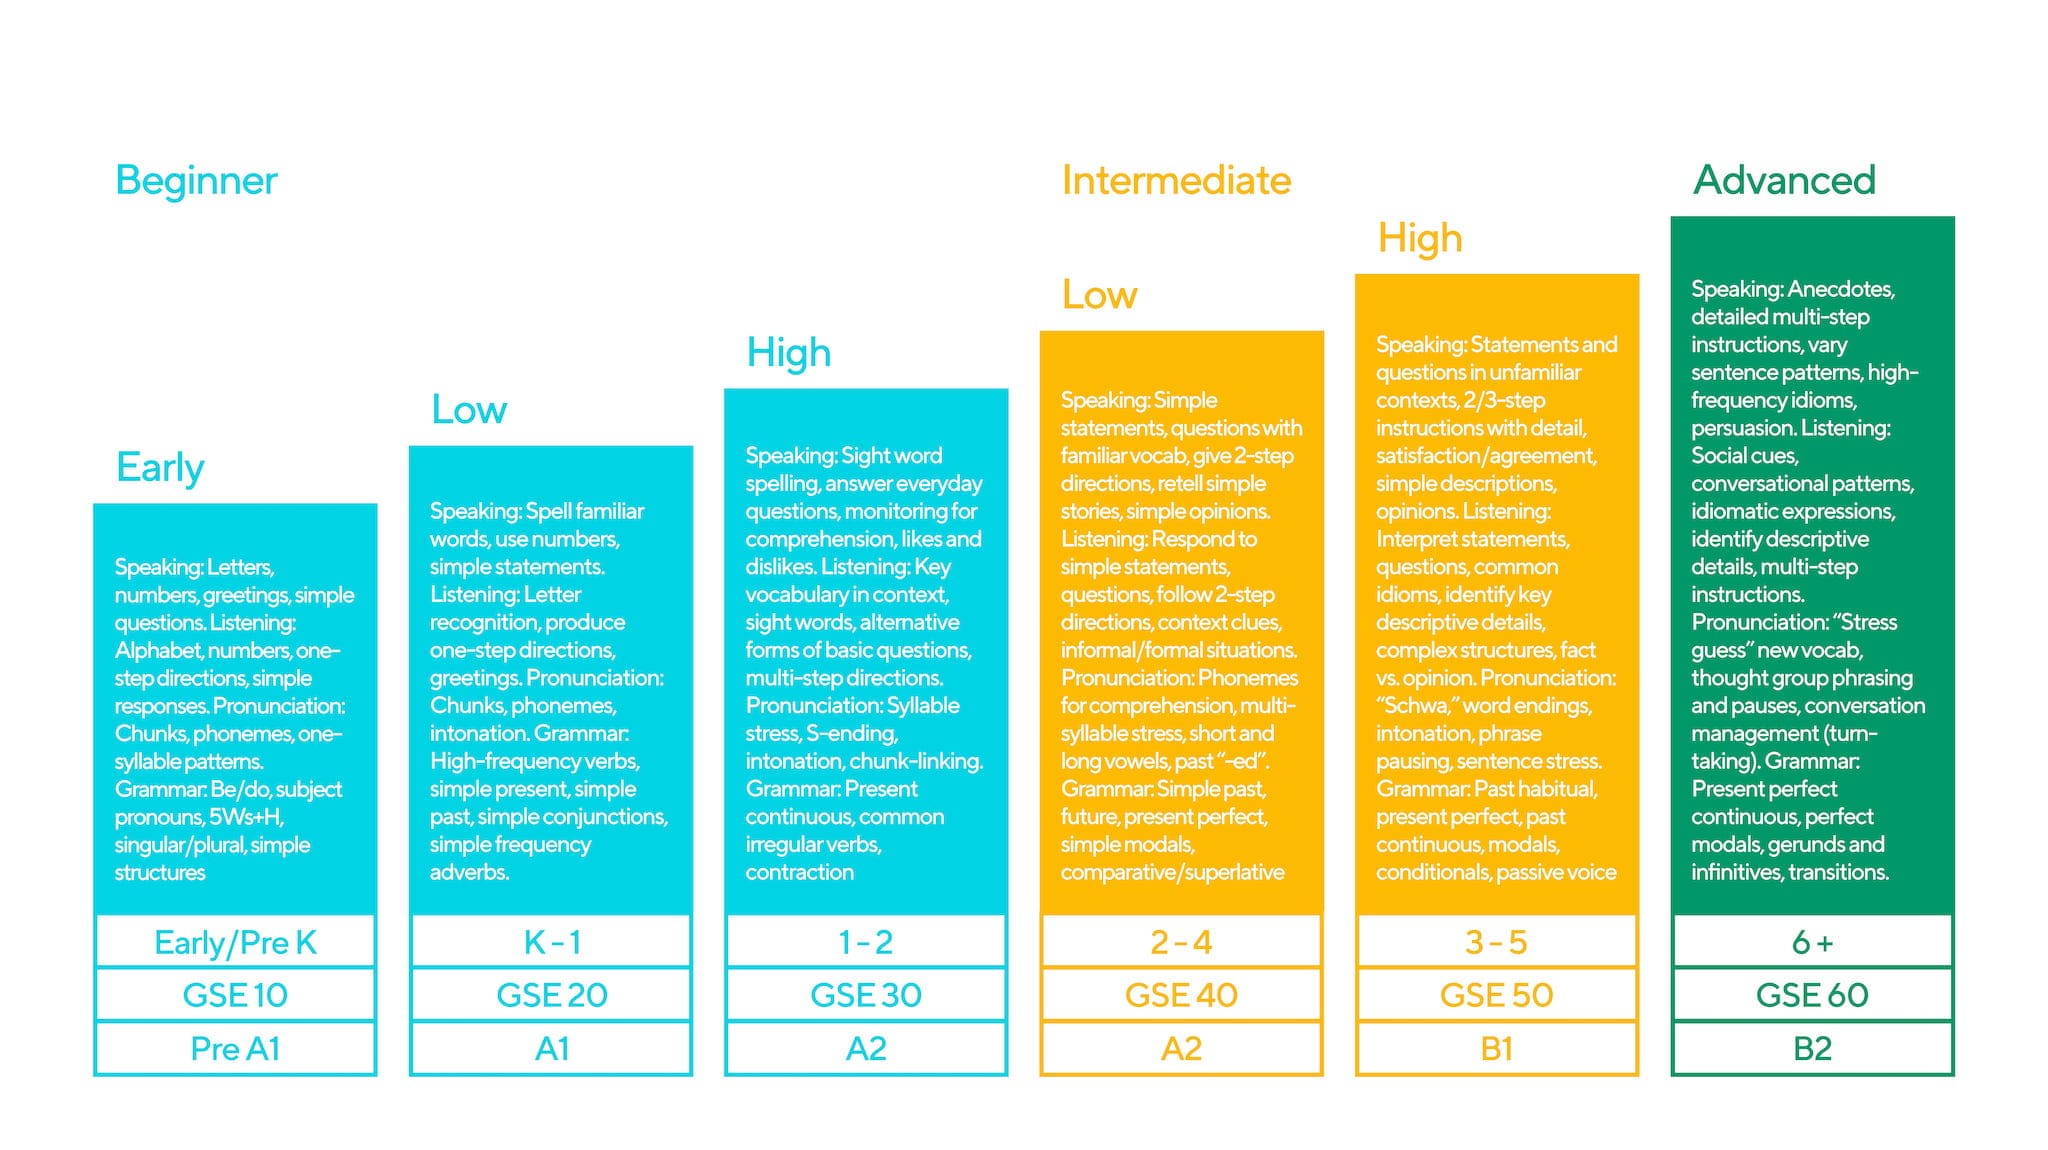 Beginner
Early
Speaking: Letters,
numbers, greetings, simple
questions. Listening:
Alphabet, numbers, one-
step directions, simple
responses. Pronunciation:
Chunks, phonemes, one-
syllable patterns.
Grammar: Be/do, subject
pronouns, 5Ws+H,
singular/plural, simple
structures
Early/Pre K
GSE 10
Pre A1
Low
Speaking: Spell familiar
words, use numbers,
simple statements.
Listening: Letter
recognition, produce
one-step directions,
greetings. Pronunciation:
Chunks, phonemes,
intonation. Grammar:
High-frequency verbs,
simple present, simple
past, simple conjunctions,
simple frequency
adverbs.
K - 1
GSE 20
A1
High
Speaking: Sight word
spelling, answer everyday
questions, monitoring for
comprehension, likes and
dislikes. Listening: Key
vocabulary in context,
sight words, alternative
forms of basic questions,
multi-step directions.
Pronunciation: Syllable
stress, S-ending,
intonation, chunk-linking.
Grammar: Present
continuous, common
irregular verbs,
contraction
1 - 2
GSE 30
A2
Intermediate
Low
Speaking: Simple
statements, questions with
familiar vocab, give 2-step
directions, retell simple
stories, simple opinions.
Listening: Respond to
simple statements,
questions, follow 2-step
directions, context clues,
informal/formal situations.
Pronunciation: Phonemes
for comprehension, multi-
syllable stress, short and
long vowels, past “-ed”.
Grammar: Simple past,
future, present perfect,
simple modals,
comparative/superlative
2 - 4
GSE 40
A2
High
Speaking: Statements and
questions in unfamiliar
contexts, 2/3-step
instructions with detail,
satisfaction/agreement,
simple descriptions,
opinions. Listening:
Interpret statements,
questions, common
idioms, identify key
descriptive details,
complex structures, fact
vs. opinion. Pronunciation:
“Schwa,” word endings,
intonation, phrase
pausing, sentence stress.
Grammar: Past habitual,
present perfect, past
continuous, modals,
conditionals, passive voice
3 - 5
GSE 50
B1
Advanced
Speaking: Anecdotes,
detailed multi-step
instructions, vary
sentence patterns, high-
frequency idioms,
persuasion. Listening:
Social cues,
conversational patterns,
idiomatic expressions,
identify descriptive
details, multi-step
instructions.
Pronunciation: “Stress
guess” new vocab,
thought group phrasing
and pauses, conversation
management (turn-
taking). Grammar:
Present perfect
continuous, perfect
modals, gerunds and
infinitives, transitions.
6 +
GSE 60
B2